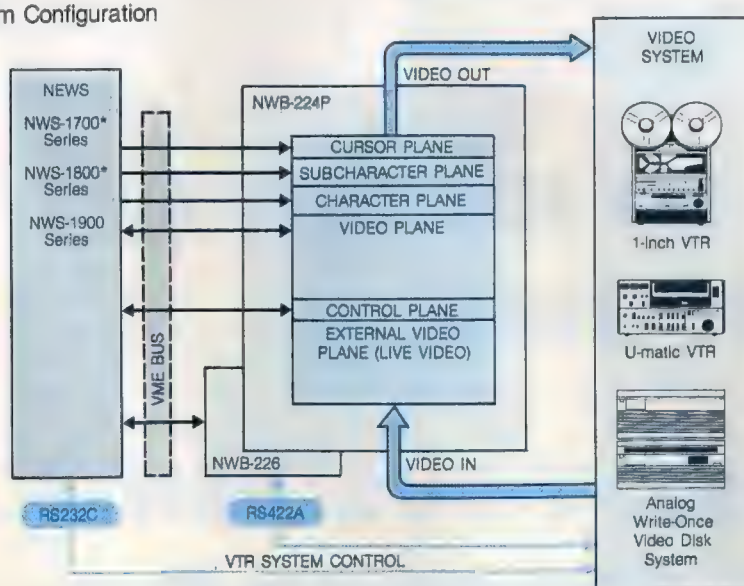 m Configuration
NEWS
NWS-1700*
Series
NWS-1800*
Series
NWS-1900
Series
VME BUS
NWB-224P
VIDEO OUT
CURSOR PLANE
SUBCHARACTER PLANE
CHARACTER PLANE
VIDEO PLANE
CONTROL PLANE
EXTERNAL VIDEO
PLANE (LIVE VIDEO)
NWB-226
VIDEO IN
RS232C
RS422A
VTR SYSTEM CONTROL
VIDEO
SYSTEM
1-Inch VTR
U-matic VTR
Analog
Write-Once
Video Disk
System